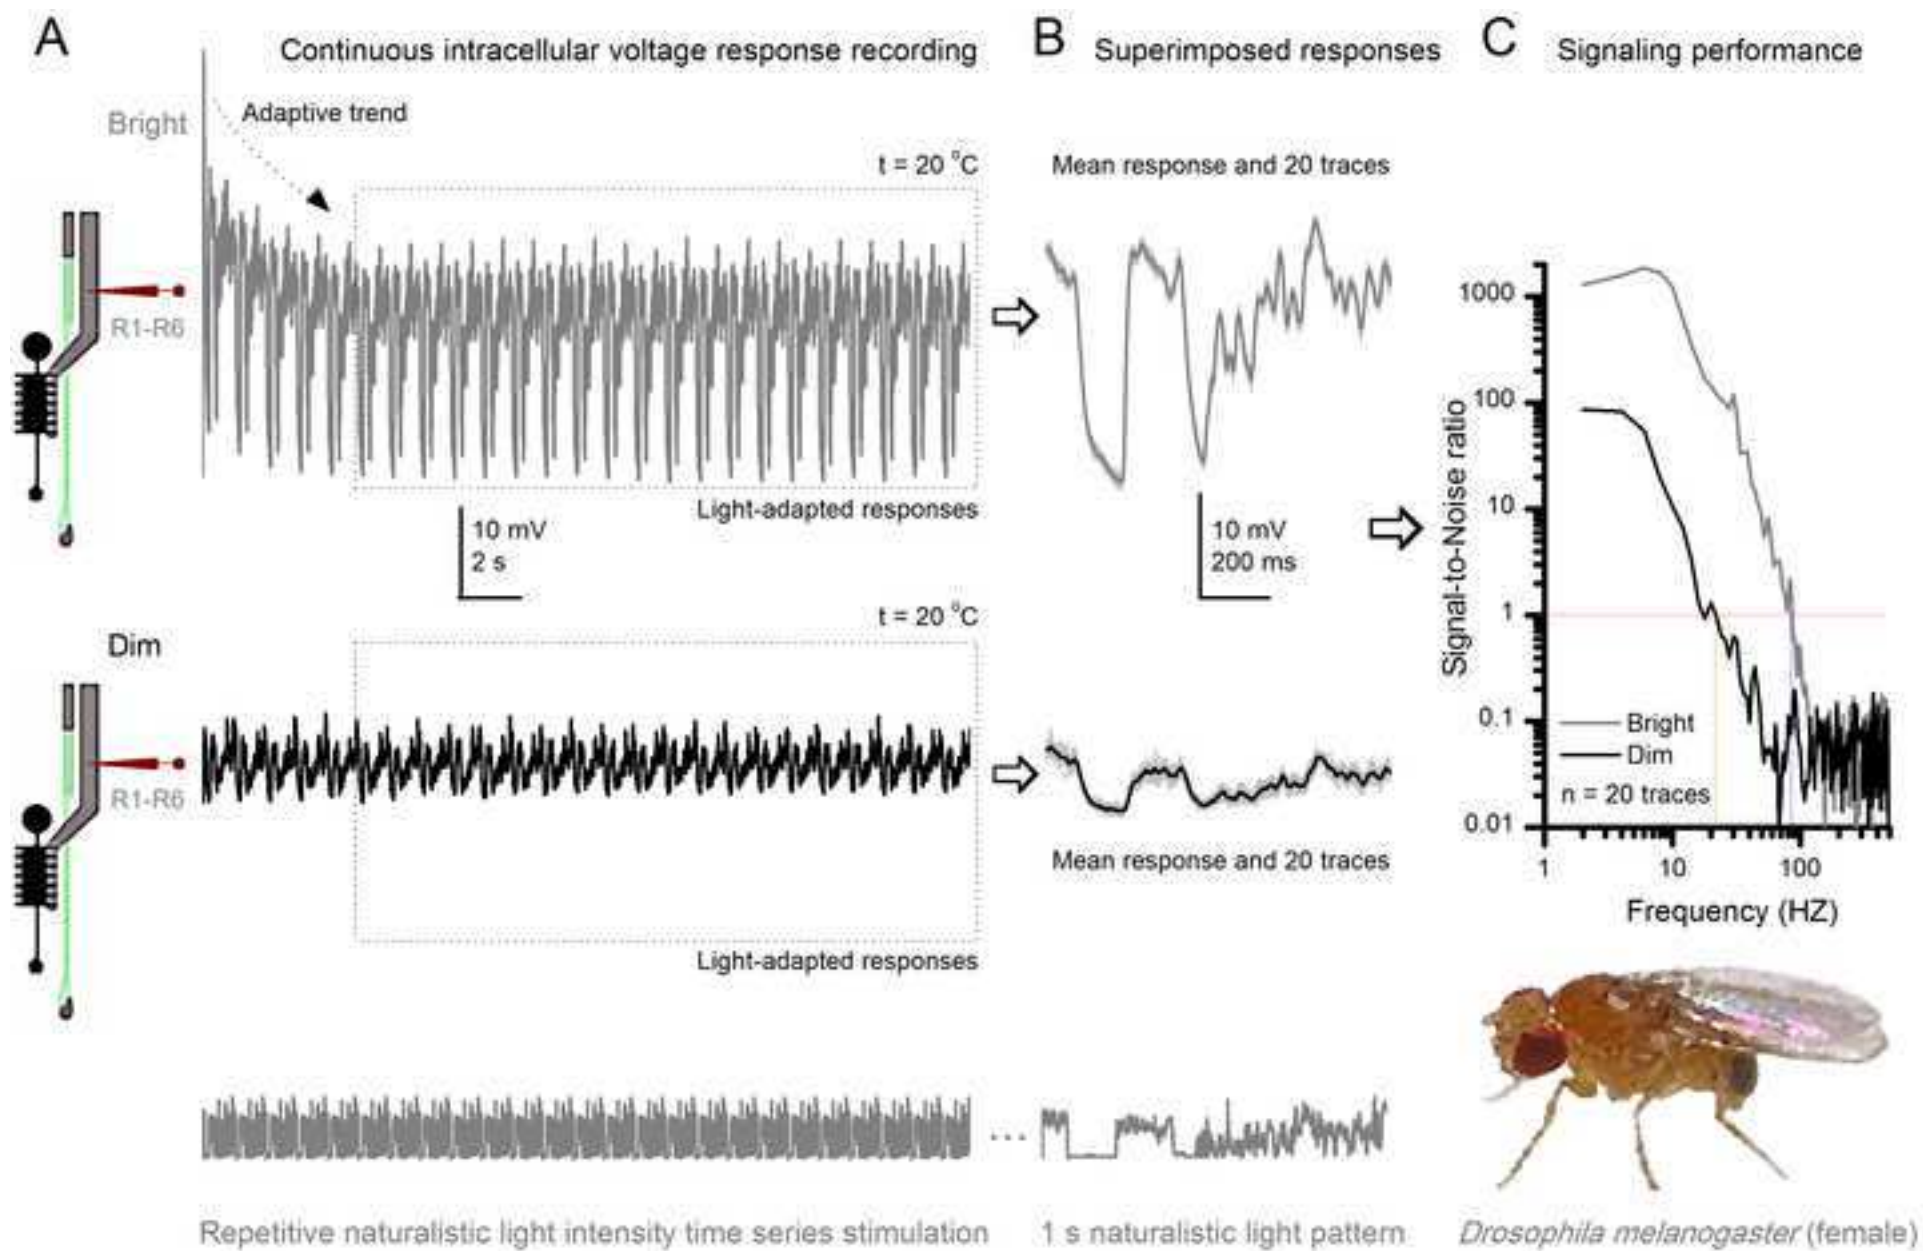 A
Continuous intracellular voltage response recording
Bright
Adaptive trend
t = 20 °C
R1-R6
Light-adapted responses
10 mV
2 s
Dim
t = 20 °C
R1-R6
Light-adapted responses
Repetitive naturalistic light intensity time series stimulation
B
Superimposed responses
Mean response and 20 traces
10 mV
200 ms
Mean response and 20 traces
1 s naturalistic light pattern
C
Signaling performance
Signal-to-Noise ratio
1000
100
10
1
0.1
0.01
Bright
Dim
n = 20 traces
1
10
100
Frequency (HZ)
Drosophila melanogaster (female)